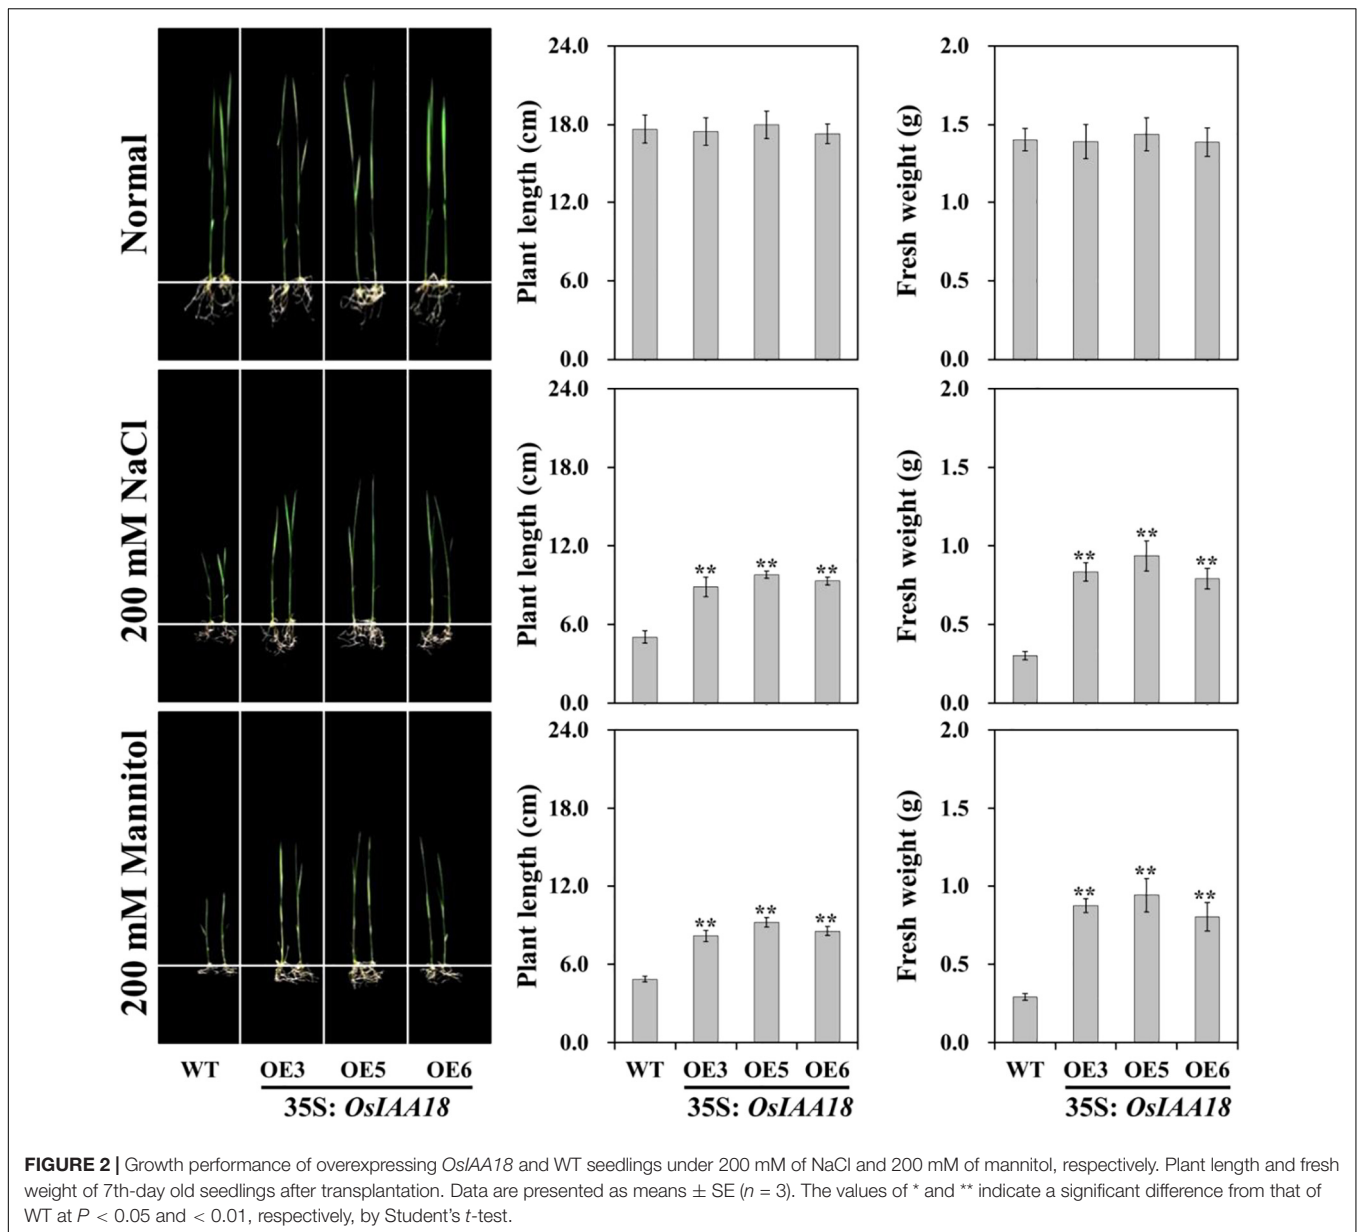 Normal
24.0
18.0
12.0
6.0
0.0
Plant length (cm)
2.0
1.5
1.0
0.5
0.0
Fresh weight (g)
200 mM NaCl
24.0
18.0
12.0
6.0
0.0
Plant length (cm)
** ** **
2.0
1.5
1.0
0.5
0.0
Fresh weight (g)
** ** **
200 mM Mannitol
24.0
18.0
12.0
6.0
0.0
Plant length (cm)
** ** **
2.0
1.5
1.0
0.5
0.0
Fresh weight (g)
** ** **
WT OE3 OE5 OE6
35S: OsIAA18
WT OE3 OE5 OE6
35S: OsIAA18
WT OE3 OE5 OE6
35S: OsIAA18
FIGURE 2 | Growth performance of overexpressing OsIAA18 and WT seedlings under 200 mM of NaCl and 200 mM of mannitol, respectively. Plant length and fresh
weight of 7th-day old seedlings after transplantation. Data are presented as means ± SE (n = 3). The values of * and ** indicate a significant difference from that of
WT at P < 0.05 and < 0.01, respectively, by Student's t-test.